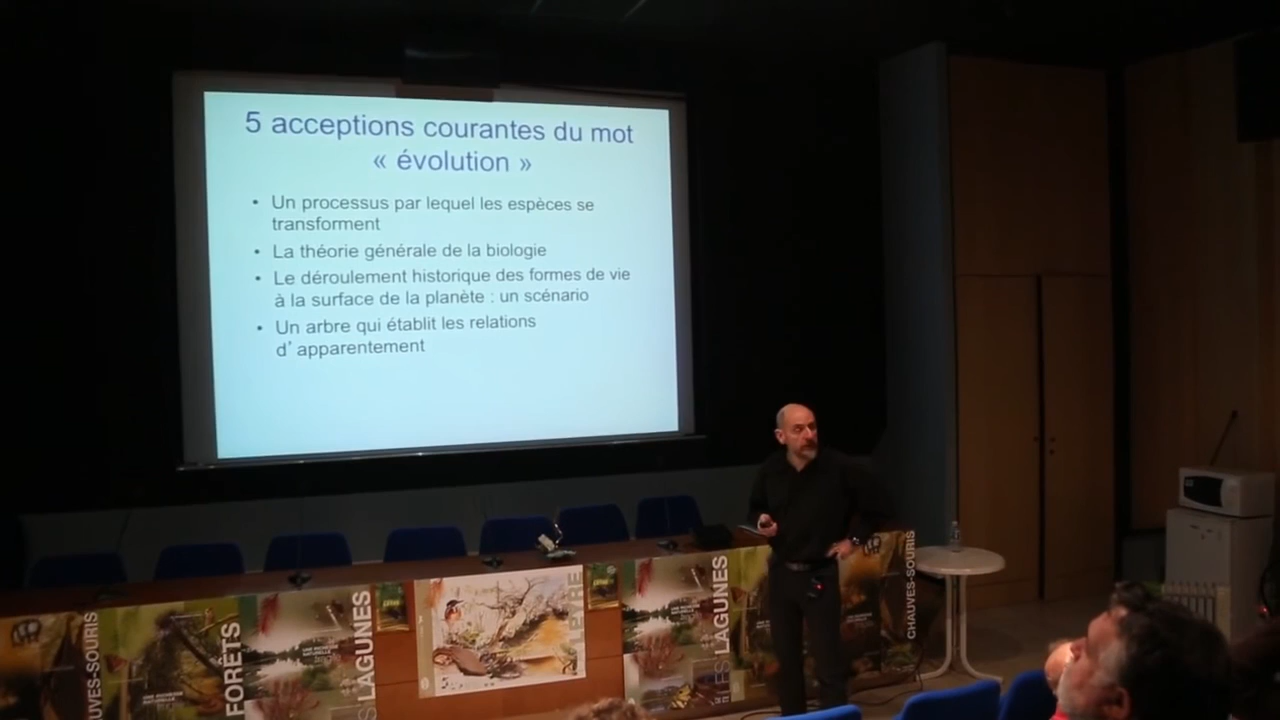 5 acceptions courantes du mot
« évolution »
• Un processus par lequel les espèces se
transforment
• La théorie générale de la biologie
• Le déroulement historique des formes de vie
à la surface de la planète : un scénario
• Un arbre qui établit les relations
d’ apparentement
FORÊTS
LAGUNES
LAGUNES
CHAUVES-SOURIS